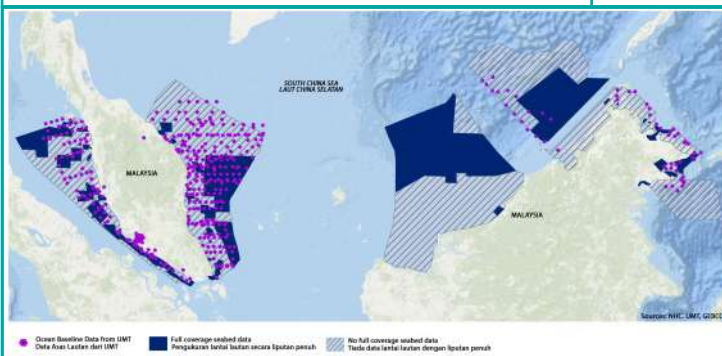 SOUTH CHINA SEA
LAUT CHINA SELATAN
MALAYSIA
MALAYSIA
Sources: NHC, UMT, GEBCO
Ocean Baseline Data from UMT
Data Asas Lautan dari UMT
Full coverage seabed data
Pengukuran lantai lautan secara liputan penuh
No full coverage seabed data
Tiada data lantai lautan dengan liputan penuh